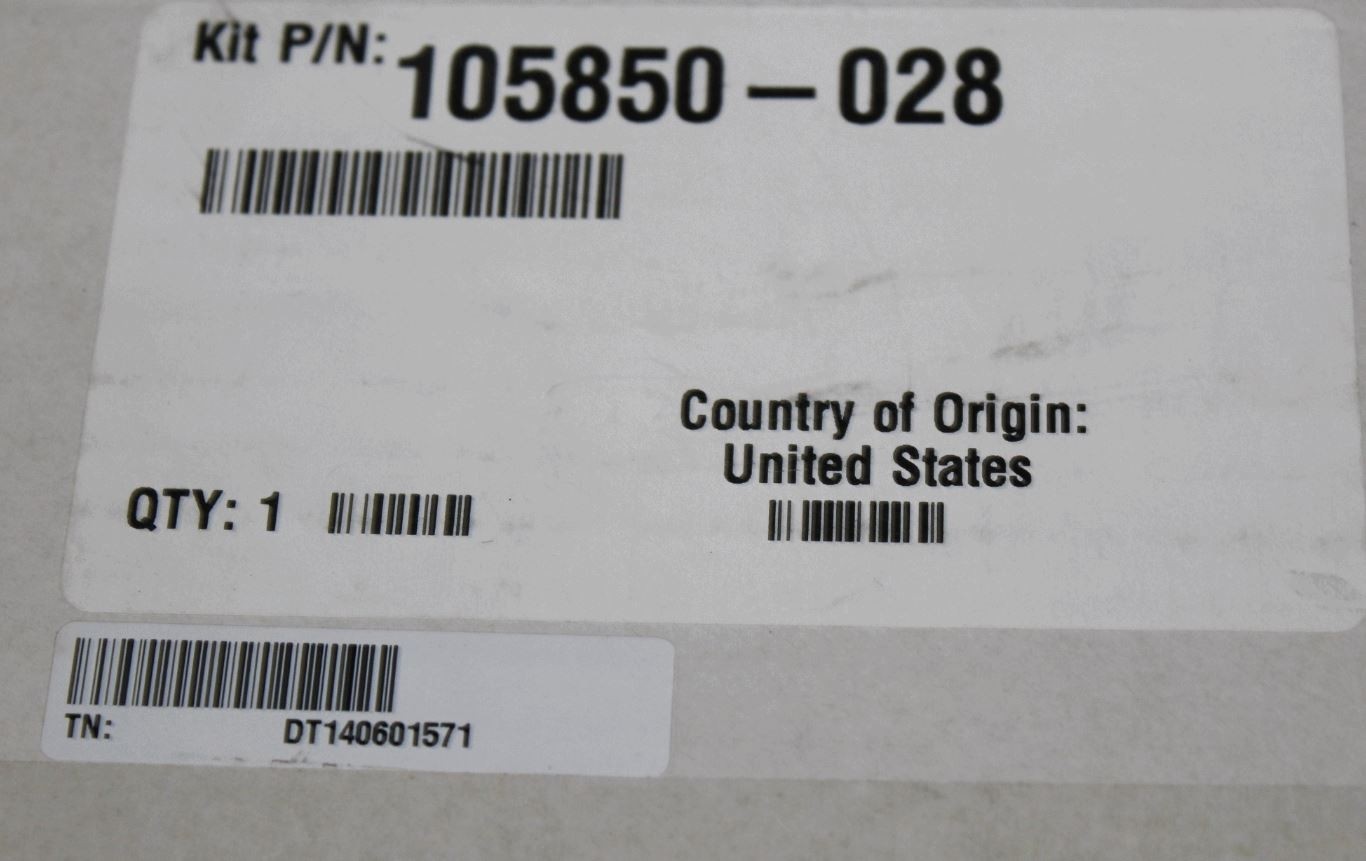 Kit P/N: 105850-028
Country of Origin:
United States
QTY: 1
TN: DT140601571